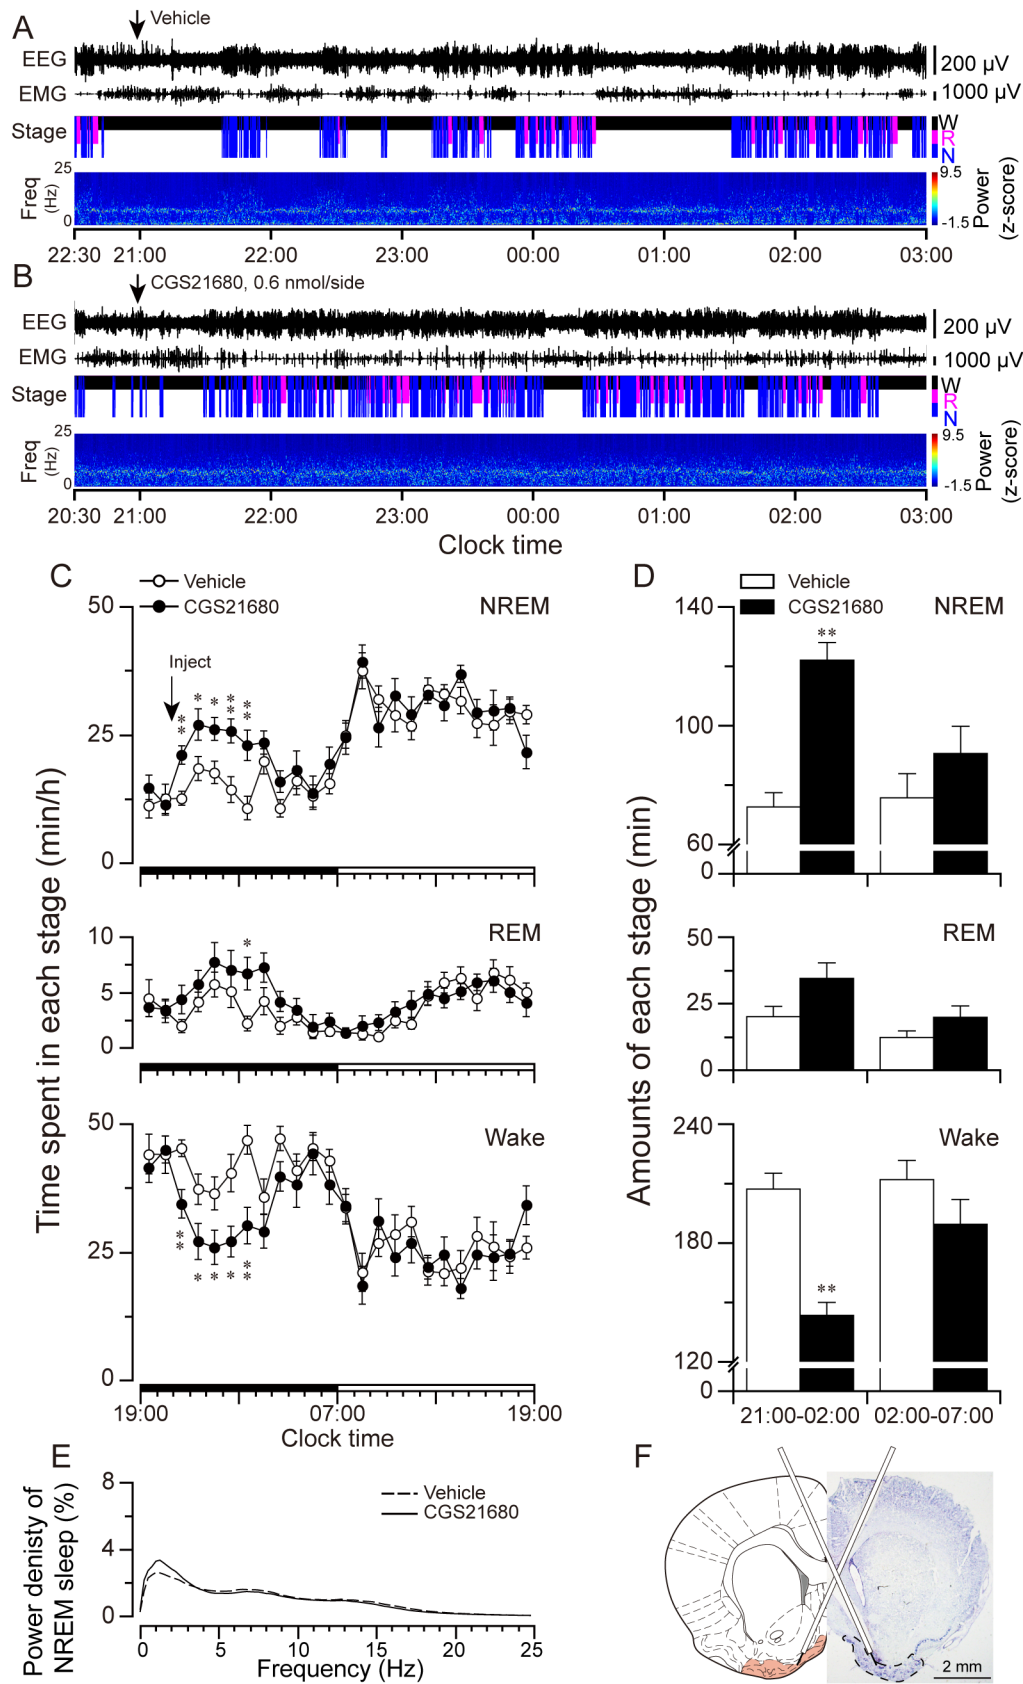 A
Vehicle
EEG
200 μV
EMG
1000 μV
Stage
W
R
N
25
Freq
(Hz)
0
9.5
-1.5
Power
(z-score)
22:30 21:00 22:00 23:00 00:00 01:00 02:00 03:00
B
CGS21680, 0.6 nmol/side
EEG
200 μV
EMG
1000 μV
Stage
W
R
N
25
Freq
(Hz)
0
9.5
-1.5
Power
(z-score)
20:30 21:00 22:00 23:00 00:00 01:00 02:00 03:00
Clock time
C
Vehicle
CGS21680
Time spent in each stage (min/h)
NREM
Inject
50
25
0
** * * ** **
REM
10
5
0
*
Wake
50
25
0
** * * * **
19:00 07:00 19:00
Clock time
D
Vehicle
CGS21680
Amounts of each stage (min)
NREM
140
100
60
0
**
REM
50
25
0
Wake
240
180
120
0
**
21:00-02:00 02:00-07:00
E
Power denisty of
NREM sleep (%)
8
4
0
Vehicle
CGS21680
0 5 10 15 20 25
Frequency (Hz)
F
2 mm